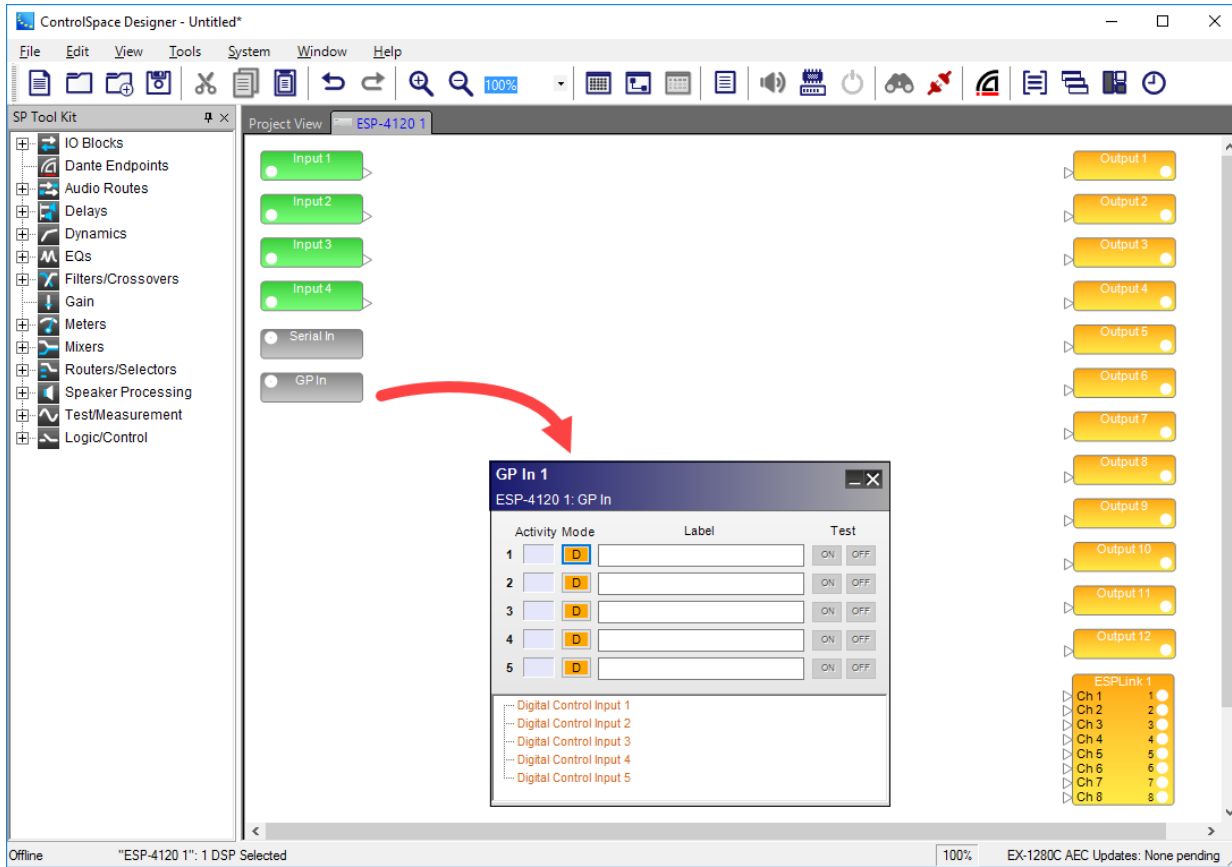 ControlSpace Designer - Untitled*
File Edit View Tools System Window Help
100%
SP Tool Kit
Project View ESP-4120 1
IO Blocks
Dante Endpoints
Audio Routes
Delays
Dynamics
EQs
Filters/Crossovers
Gain
Meters
Mixers
Routers/Selectors
Speaker Processing
Test/Measurement
Logic/Control
Input 1
Input 2
Input 3
Input 4
Serial In
GP In
GP In 1
ESP-4120 1: GP In
Activity Mode Label Test
1 D ON OFF
2 D ON OFF
3 D ON OFF
4 D ON OFF
5 D ON OFF
Digital Control Input 1
Digital Control Input 2
Digital Control Input 3
Digital Control Input 4
Digital Control Input 5
Output 1
Output 2
Output 3
Output 4
Output 5
Output 6
Output 7
Output 8
Output 9
Output 10
Output 11
Output 12
ESPLink 1
Ch 1 1
Ch 2 2
Ch 3 3
Ch 4 4
Ch 5 5
Ch 6 6
Ch 7 7
Ch 8 8
Offline "ESP-4120 1": 1 DSP Selected 100% EX-1280C AEC Updates: None pending